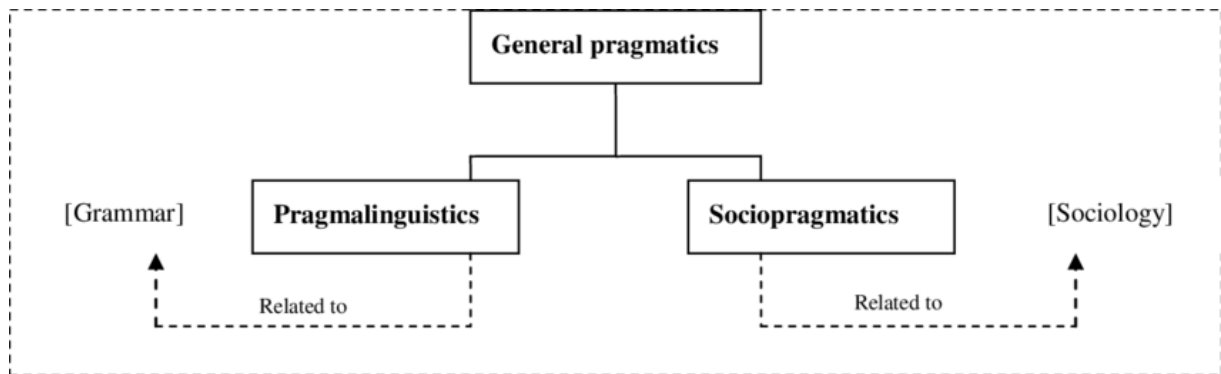 General pragmatics
[Grammar]
Pragmalinguistics
Sociopragmatics
[Sociology]
Related to
Related to